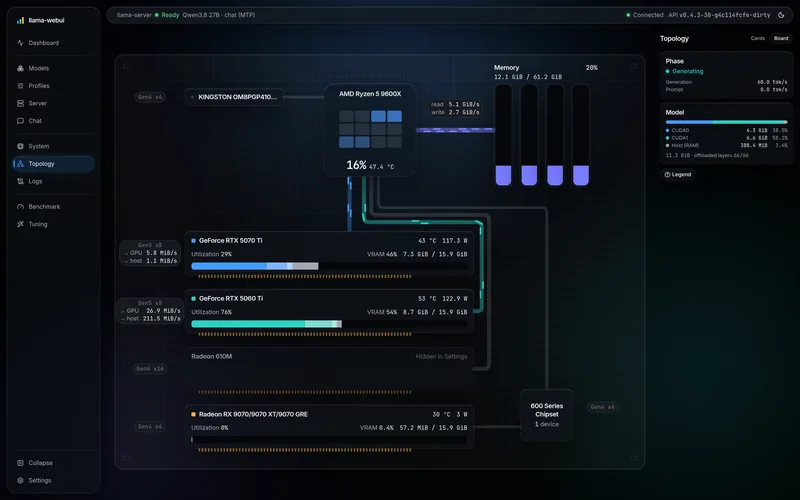 llama-webui
Dashboard
Models
Profiles
Server
Chat
System
Topology
Logs
Benchmark
Tuning
Collapse
Settings
llama-server Ready Qwen3.8 27B · chat (MTP)
Connected API v0.4.3-30-g4c114fcfe-dirty
Gen4 x4
KINGSTON OM8PGP410...
AMD Ryzen 5 9600X
16% 47.4 °C
read 5.1 GiB/s
write 2.7 GiB/s
Memory 20%
12.1 GiB / 61.2 GiB
Gen5 x8
→ GPU 5.8 MiB/s
← host 1.1 MiB/s
GeForce RTX 5070 Ti 43 °C 117.3 W
Utilization 29% VRAM 46% 7.3 GiB / 15.9 GiB
Gen5 x8
→ GPU 26.9 MiB/s
← host 211.5 MiB/s
GeForce RTX 5060 Ti 53 °C 122.9 W
Utilization 76% VRAM 54% 8.7 GiB / 15.9 GiB
Gen4 x16
Radeon 610M Hidden in Settings
Gen4 x4
Radeon RX 9070/9070 XT/9070 GRE 30 °C 3 W
Utilization 0% VRAM 0.4% 57.2 MiB / 15.9 GiB
600 Series
Chipset
1 device
Gen4 x4
Topology
Cards Board
Phase
Generating
Generation 60.0 tok/s
Prompt 0.0 tok/s
Model
CUDA0 4.3 GiB 38.5%
CUDA1 6.6 GiB 58.1%
Host (RAM) 388.4 MiB 3.4%
11.3 GiB · offloaded layers 66/66
Legend